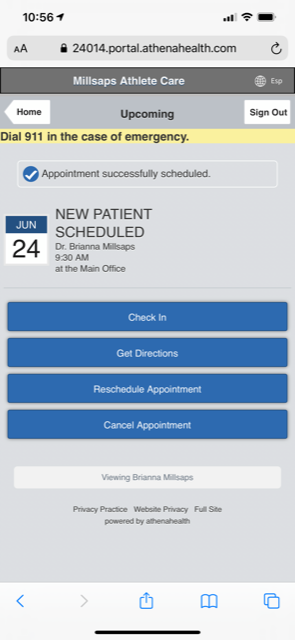 10:56
AA 24014.portal.athenahealth.com
Millsaps Athlete Care Esp
Home Upcoming Sign Out
Dial 911 in the case of emergency.
Appointment successfully scheduled.
JUN
24
NEW PATIENT
SCHEDULED
Dr. Brianna Millsaps
9:30 AM
at the Main Office
Check In
Get Directions
Reschedule Appointment
Cancel Appointment
Viewing Brianna Millsaps
Privacy Practice Website Privacy Full Site
powered by athenahealth